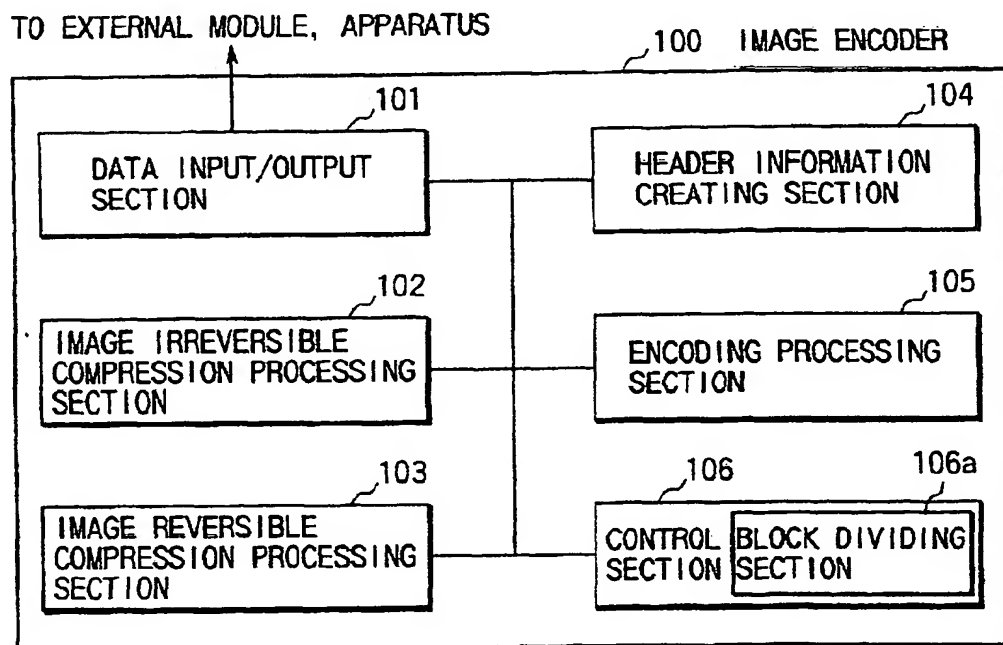 TO EXTERNAL MODULE, APPARATUS
100 IMAGE ENCODER
101
DATA INPUT/OUTPUT
SECTION
104
HEADER INFORMATION
CREATING SECTION
102
IMAGE IRREVERSIBLE
COMPRESSION PROCESSING
SECTION
105
ENCODING PROCESSING
SECTION
103
IMAGE REVERSIBLE
COMPRESSION PROCESSING
SECTION
106
CONTROL
SECTION
106a
BLOCK DIVIDING
SECTION